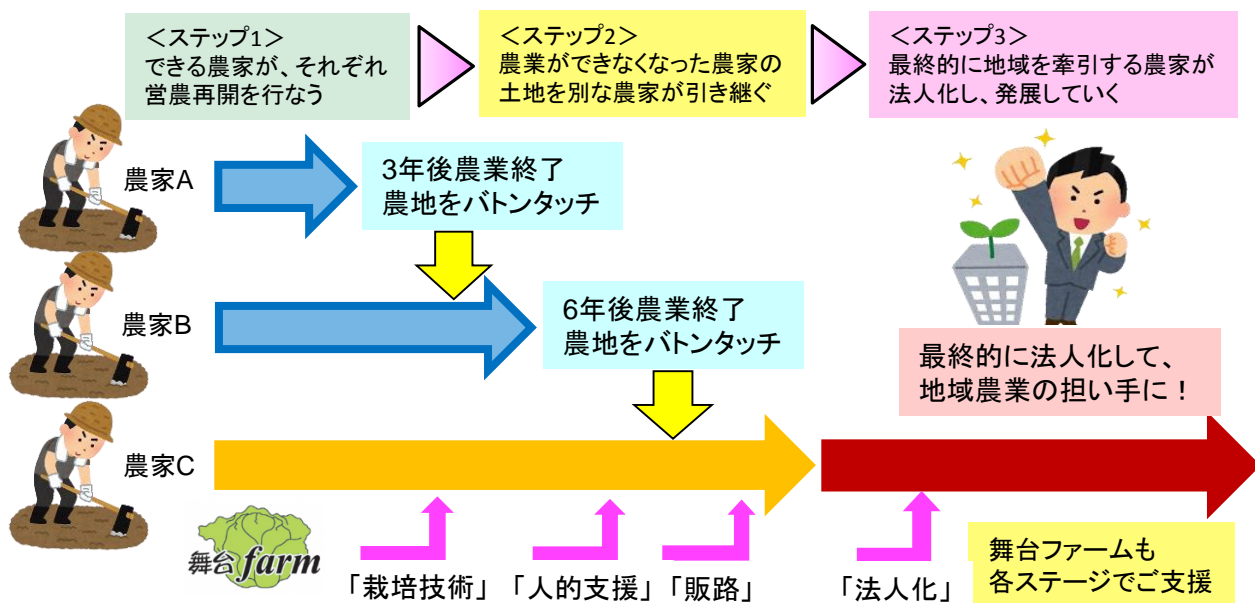 ＜ステップ1＞
できる農家が、それぞれ
営農再開を行なう
＜ステップ2＞
農業ができなくなった農家の
土地を別な農家が引き継ぐ
＜ステップ3＞
最終的に地域を牽引する農家が
法人化し、発展していく
農家A
3年後農業終了
農地をバトンタッチ
農家B
6年後農業終了
農地をバトンタッチ
最終的に法人化して、
地域農業の担い手に！
農家C
舞台farm
「栽培技術」
「人的支援」
「販路」
「法人化」
舞台ファームも
各ステージでご支援